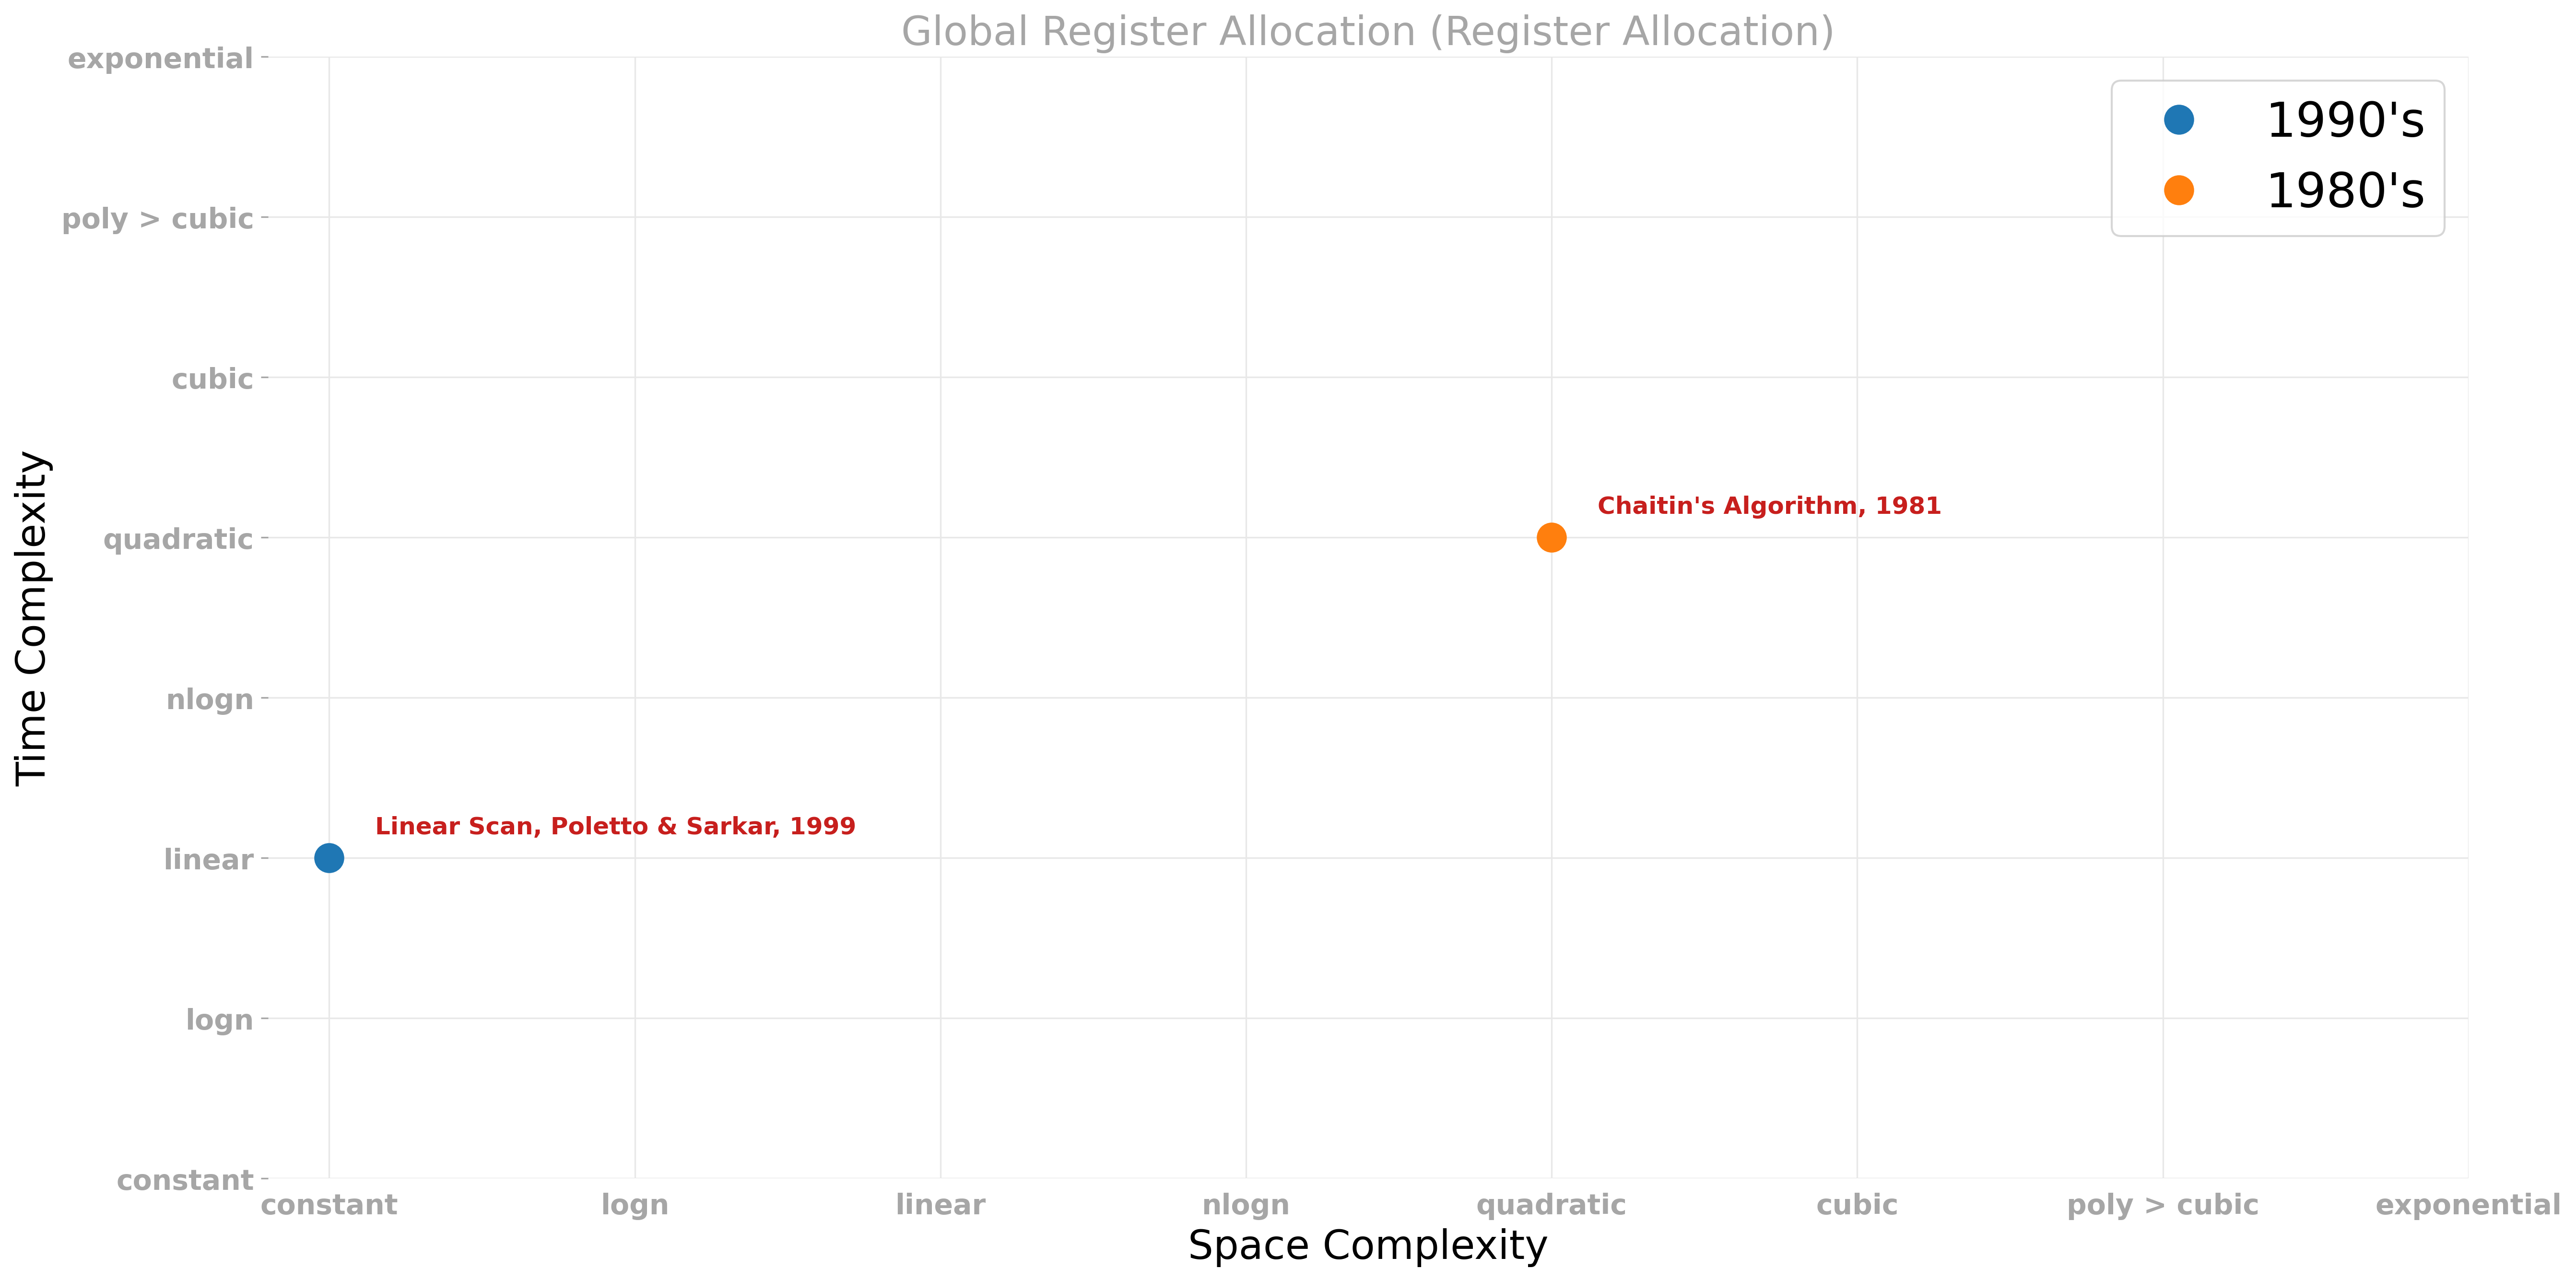 Global Register Allocation (Register Allocation)
exponential
poly > cubic
cubic
quadratic
nlogn
linear
logn
constant
Time Complexity
1990's
1980's
Chaitin's Algorithm, 1981
Linear Scan, Poletto & Sarkar, 1999
constant logn linear nlogn quadratic cubic poly > cubic exponential
Space Complexity